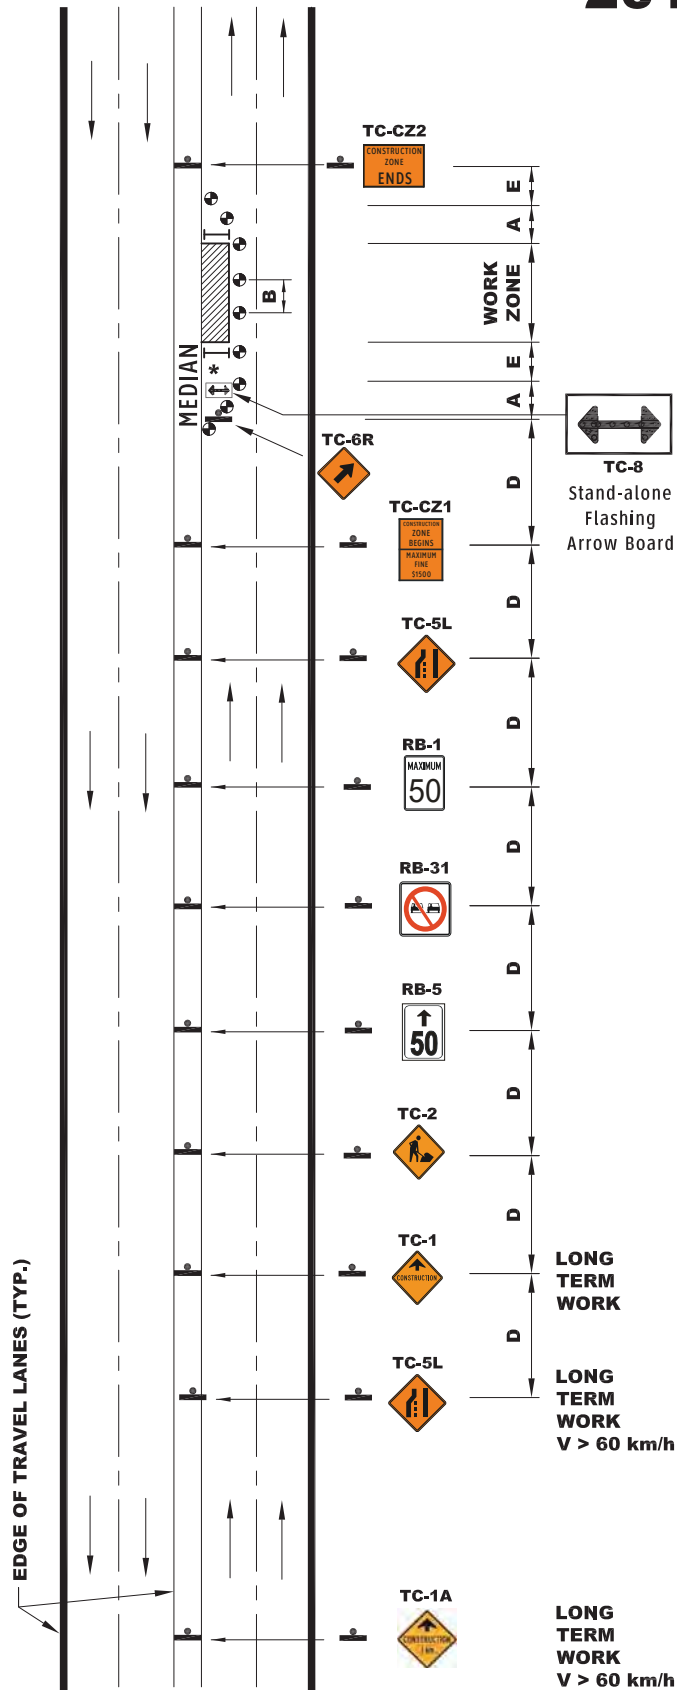 TC-CZ2
CONSTRUCTION
ZONE
ENDS
E
A
WORK
ZONE
B
E
A
MEDIAN
*
TC-6R
TC-8
Stand-alone
Flashing
Arrow Board
D
TC-CZ1
CONSTRUCTION
ZONE
BEGINS
MAXIMUM
FINE
$1500
D
TC-5L
D
RB-1
MAXIMUM
50
D
RB-31
D
RB-5
50
D
TC-2
D
TC-1
CONSTRUCTION
LONG
TERM
WORK
D
TC-5L
LONG
TERM
WORK
V > 60 km/h
EDGE OF TRAVEL LANES (TYP.)
TC-1A
CONSTRUCTION
1 km
LONG
TERM
WORK
V > 60 km/h